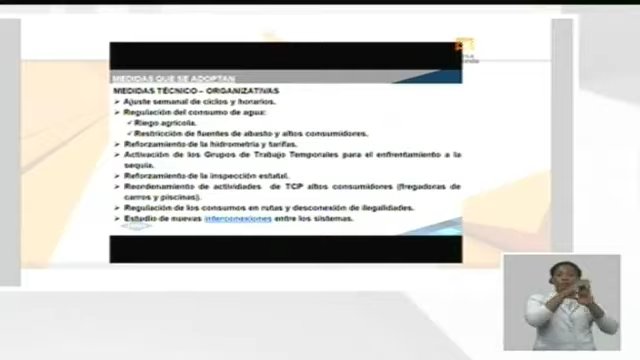 MEDIDAS QUE SE ADOPTAN
MEDIDAS TÉCNICO – ORGANIZATIVAS
➢ Ajuste semanal de ciclos y horarios.
➢ Regulación del consumo de agua:
✓ Riego agrícola.
✓ Restricción de fuentes de abasto y altos consumidores.
➢ Reforzamiento de la hidrometría y tarifas.
➢ Activación de los Grupos de Trabajo Temporales para el enfrentamiento a la
sequía.
➢ Reforzamiento de la inspección estatal.
➢ Reordenamiento de actividades de TCP altos consumidores (fregadoras de
carros y piscinas).
➢ Regulación de los consumos en rutas y desconexión de ilegalidades.
➢ Estudio de nuevas interconexiones entre los sistemas.